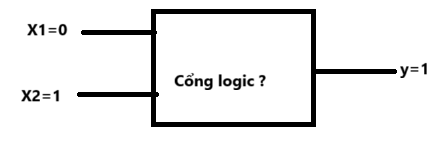 X1=0
Cổng logic ?
y=1
X2=1